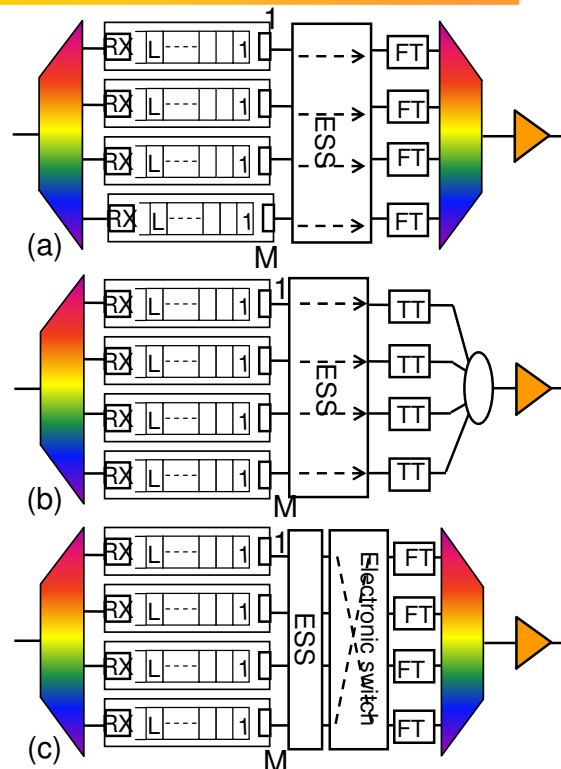 1
RX L ---- 1 FT
RX L ---- 1 FT
RX L ---- 1 FT
RX L ---- 1 FT
ESS
(a)
M
1
RX L ---- 1 TT
RX L ---- 1 TT
RX L ---- 1 TT
RX L ---- 1 TT
ESS
(b)
M
1
RX L ---- 1 FT
RX L ---- 1 FT
RX L ---- 1 FT
RX L ---- 1 FT
ESS
Electronic switch
(c)
M